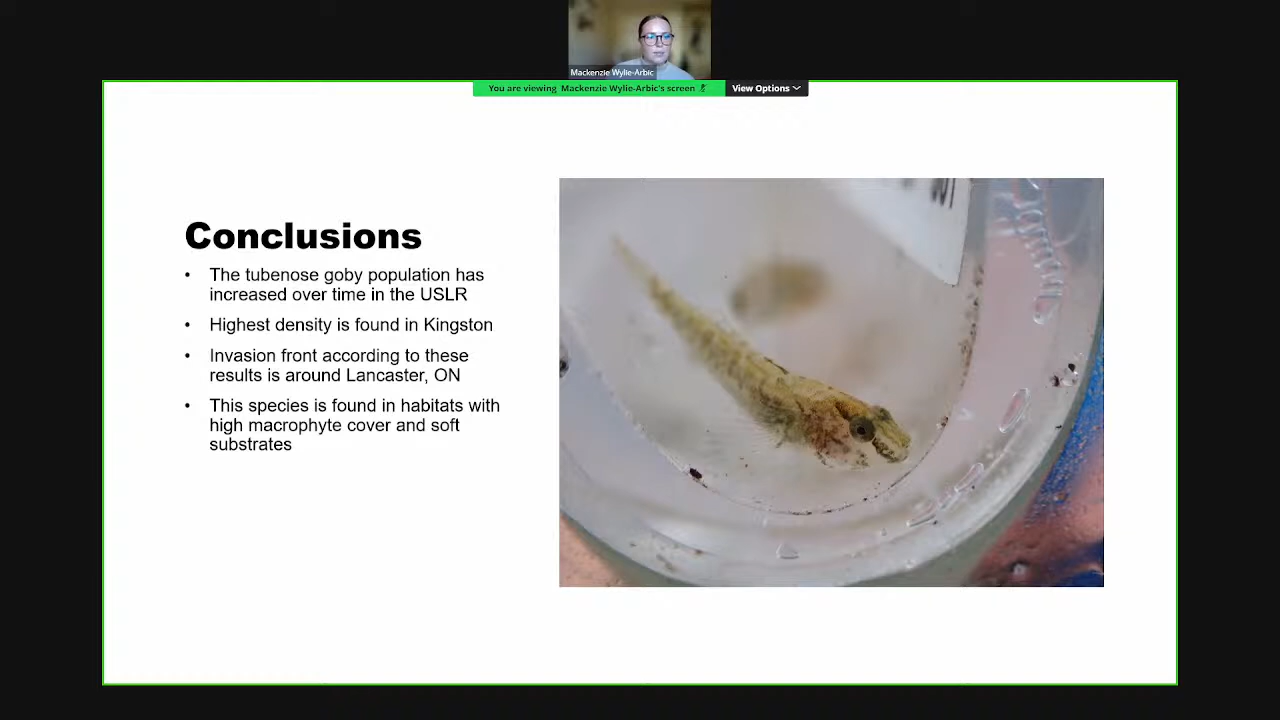 Mackenzie Wylie-Arbic
You are viewing Mackenzie Wylie-Arbic's screen
View Options
Conclusions
• The tubenose goby population has
increased over time in the USLR
• Highest density is found in Kingston
• Invasion front according to these
results is around Lancaster, ON
• This species is found in habitats with
high macrophyte cover and soft
substrates